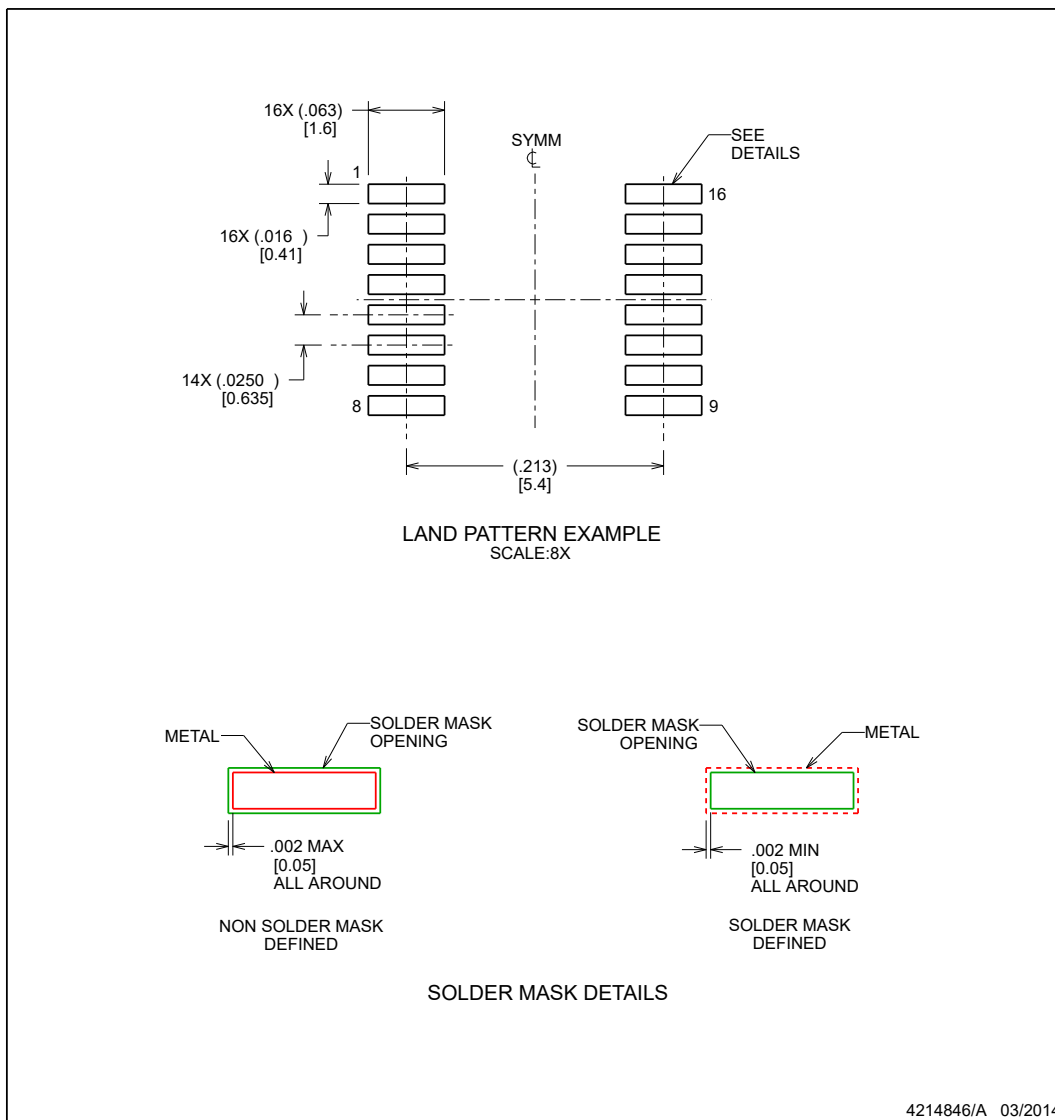 16X (.063)
[1.6]
SYMM
℄
SEE
DETAILS
1
16
16X (.016 )
[0.41]
14X (.0250 )
[0.635]
8
9
(.213)
[5.4]
LAND PATTERN EXAMPLE
SCALE:8X
METAL
SOLDER MASK
OPENING
SOLDER MASK
OPENING
METAL
.002 MAX
[0.05]
ALL AROUND
.002 MIN
[0.05]
ALL AROUND
NON SOLDER MASK
DEFINED
SOLDER MASK
DEFINED
SOLDER MASK DETAILS
4214846/A 03/2014